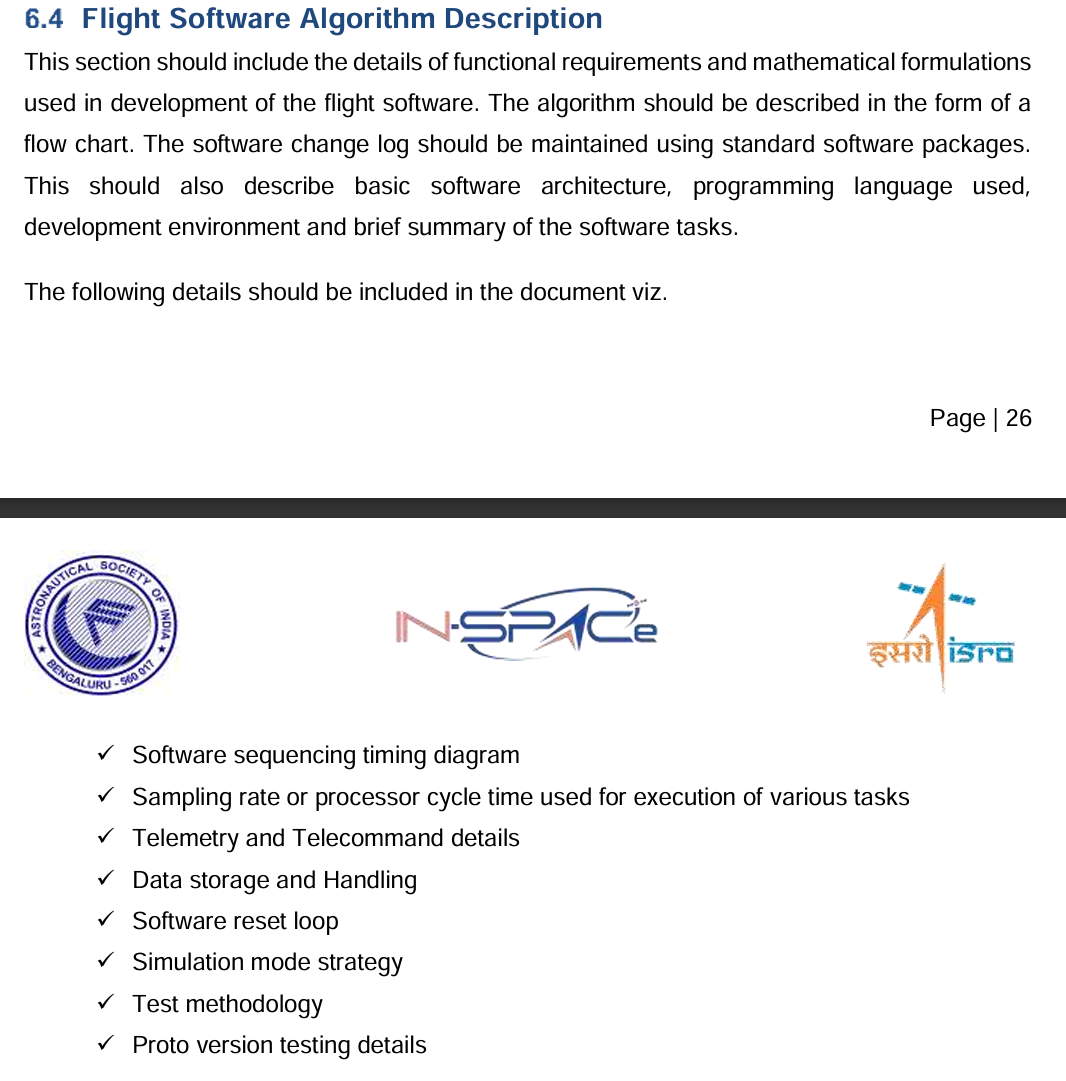 6.4 Flight Software Algorithm Description
This section should include the details of functional requirements and mathematical formulations
used in development of the flight software. The algorithm should be described in the form of a
flow chart. The software change log should be maintained using standard software packages.
This should also describe basic software architecture, programming language used,
development environment and brief summary of the software tasks.
The following details should be included in the document viz.
Page | 26
ASTRONAUTICAL SOCIETY OF INDIA
BENGALURU - 560 017
IN-SPACe
इसरो isro
✓ Software sequencing timing diagram
✓ Sampling rate or processor cycle time used for execution of various tasks
✓ Telemetry and Telecommand details
✓ Data storage and Handling
✓ Software reset loop
✓ Simulation mode strategy
✓ Test methodology
✓ Proto version testing details